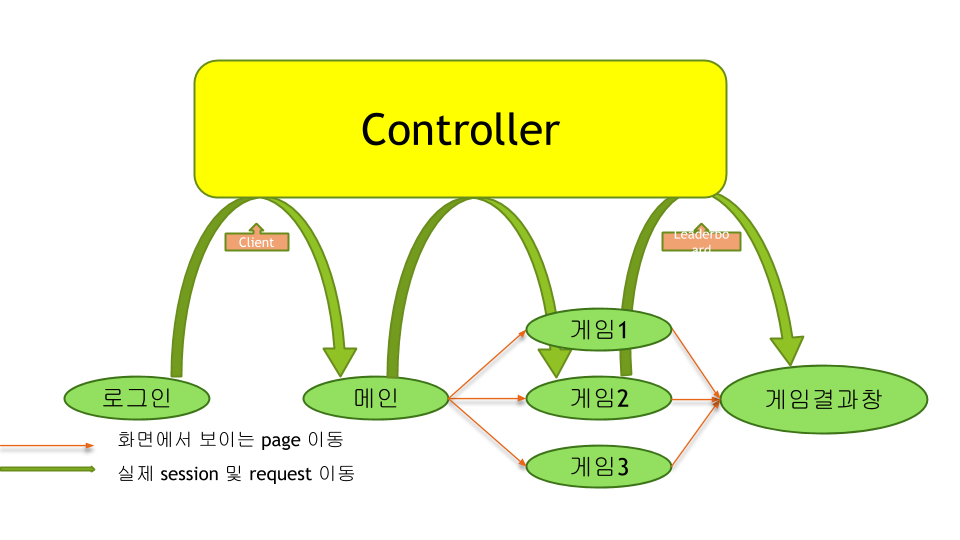 Controller
Client
Leaderbo
ard
게임1
로그인
메인
게임2
게임결과창
화면에서 보이는 page 이동
게임3
실제 session 및 request 이동